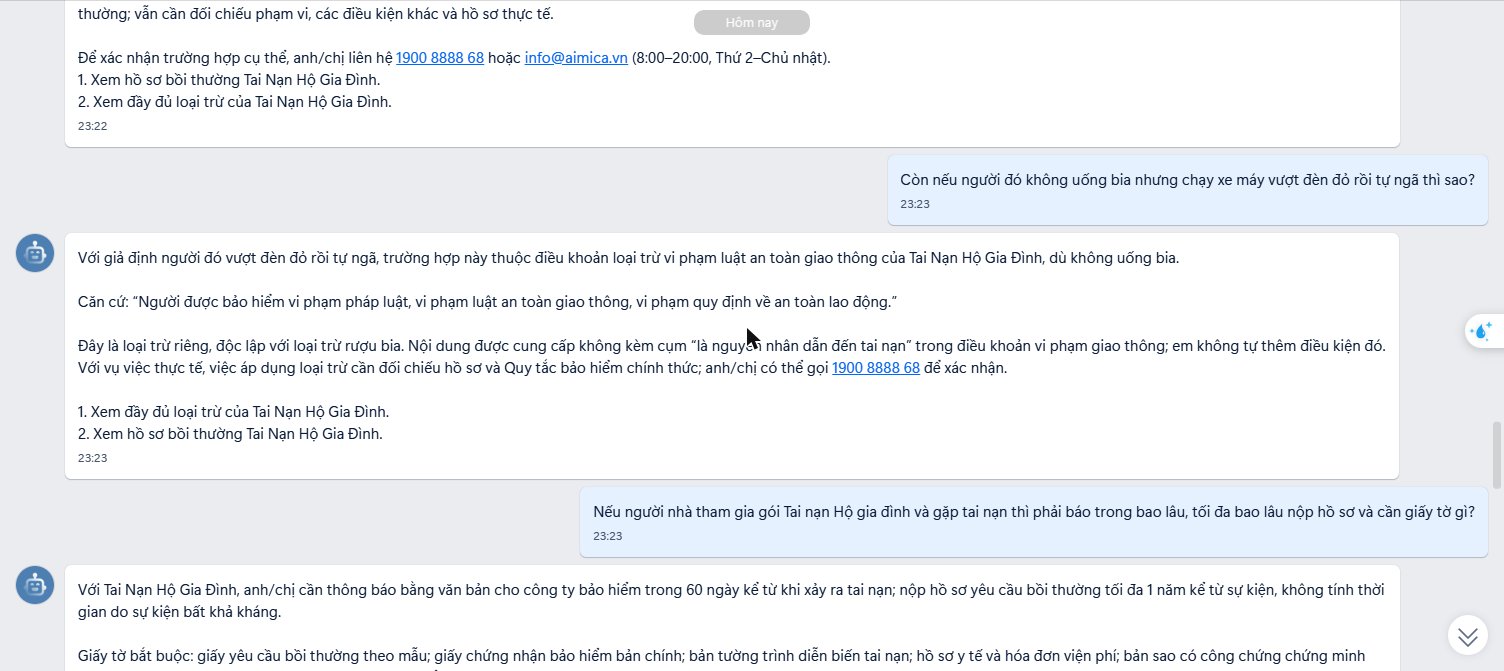 thường; vẫn cần đối chiếu phạm vi, các điều kiện khác và hồ sơ thực tế.
Hôm nay
Để xác nhận trường hợp cụ thể, anh/chị liên hệ 1900 8888 68 hoặc info@aimica.vn (8:00–20:00, Thứ 2–Chủ nhật).
1. Xem hồ sơ bồi thường Tai Nạn Hộ Gia Đình.
2. Xem đầy đủ loại trừ của Tai Nạn Hộ Gia Đình.
23:22
Còn nếu người đó không uống bia nhưng chạy xe máy vượt đèn đỏ rồi tự ngã thì sao?
23:23
Với giả định người đó vượt đèn đỏ rồi tự ngã, trường hợp này thuộc điều khoản loại trừ vi phạm luật an toàn giao thông của Tai Nạn Hộ Gia Đình, dù không uống bia.
Căn cứ: “Người được bảo hiểm vi phạm pháp luật, vi phạm luật an toàn giao thông, vi phạm quy định về an toàn lao động.”
Đây là loại trừ riêng, độc lập với loại trừ rượu bia. Nội dung được cung cấp không kèm cụm “là nguyên nhân dẫn đến tai nạn” trong điều khoản vi phạm giao thông; em không tự thêm điều kiện đó.
Với vụ việc thực tế, việc áp dụng loại trừ cần đối chiếu hồ sơ và Quy tắc bảo hiểm chính thức; anh/chị có thể gọi 1900 8888 68 để xác nhận.
1. Xem đầy đủ loại trừ của Tai Nạn Hộ Gia Đình.
2. Xem hồ sơ bồi thường Tai Nạn Hộ Gia Đình.
23:23
Nếu người nhà tham gia gói Tai nạn Hộ gia đình và gặp tai nạn thì phải báo trong bao lâu, tối đa bao lâu nộp hồ sơ và cần giấy tờ gì?
23:23
Với Tai Nạn Hộ Gia Đình, anh/chị cần thông báo bằng văn bản cho công ty bảo hiểm trong 60 ngày kể từ khi xảy ra tai nạn; nộp hồ sơ yêu cầu bồi thường tối đa 1 năm kể từ sự kiện, không tính thời
gian do sự kiện bất khả kháng.
Giấy tờ bắt buộc: giấy yêu cầu bồi thường theo mẫu; giấy chứng nhận bảo hiểm bản chính; bản tường trình diễn biến tai nạn; hồ sơ y tế và hóa đơn viện phí; bản sao có công chứng chứng minh